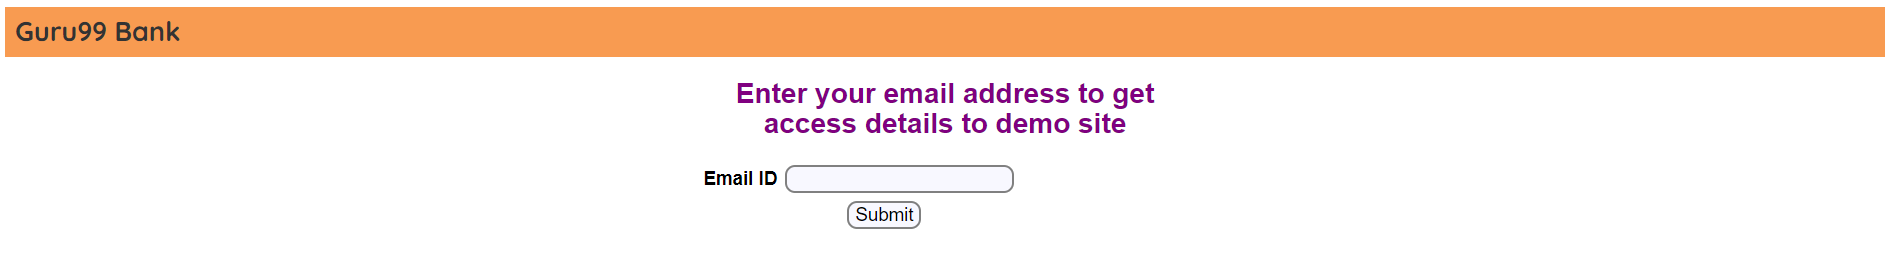 Guru99 Bank
Enter your email address to get
access details to demo site
Email ID
Submit